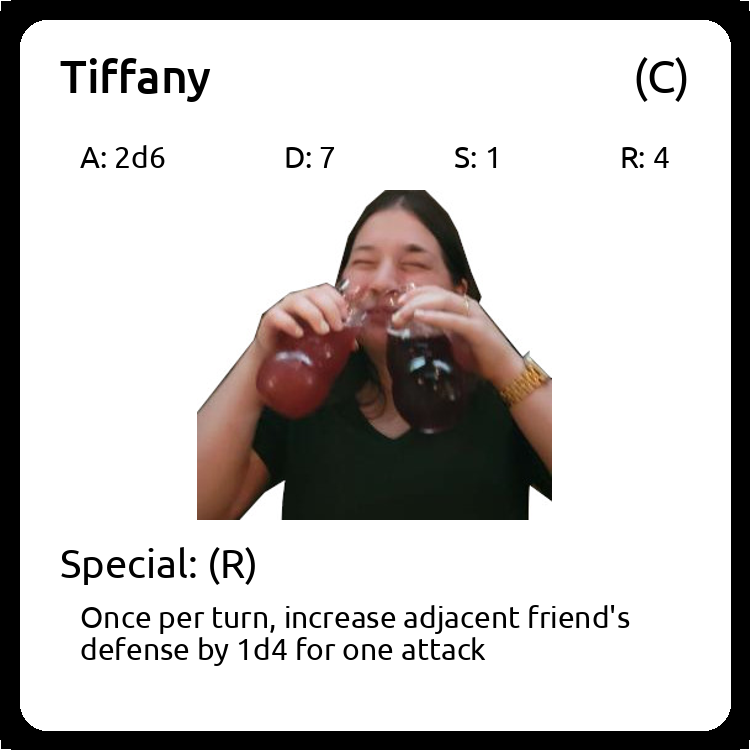 Tiffany (C)
A: 2d6 D: 7 S: 1 R: 4
Special: (R)
Once per turn, increase adjacent friend's
defense by 1d4 for one attack